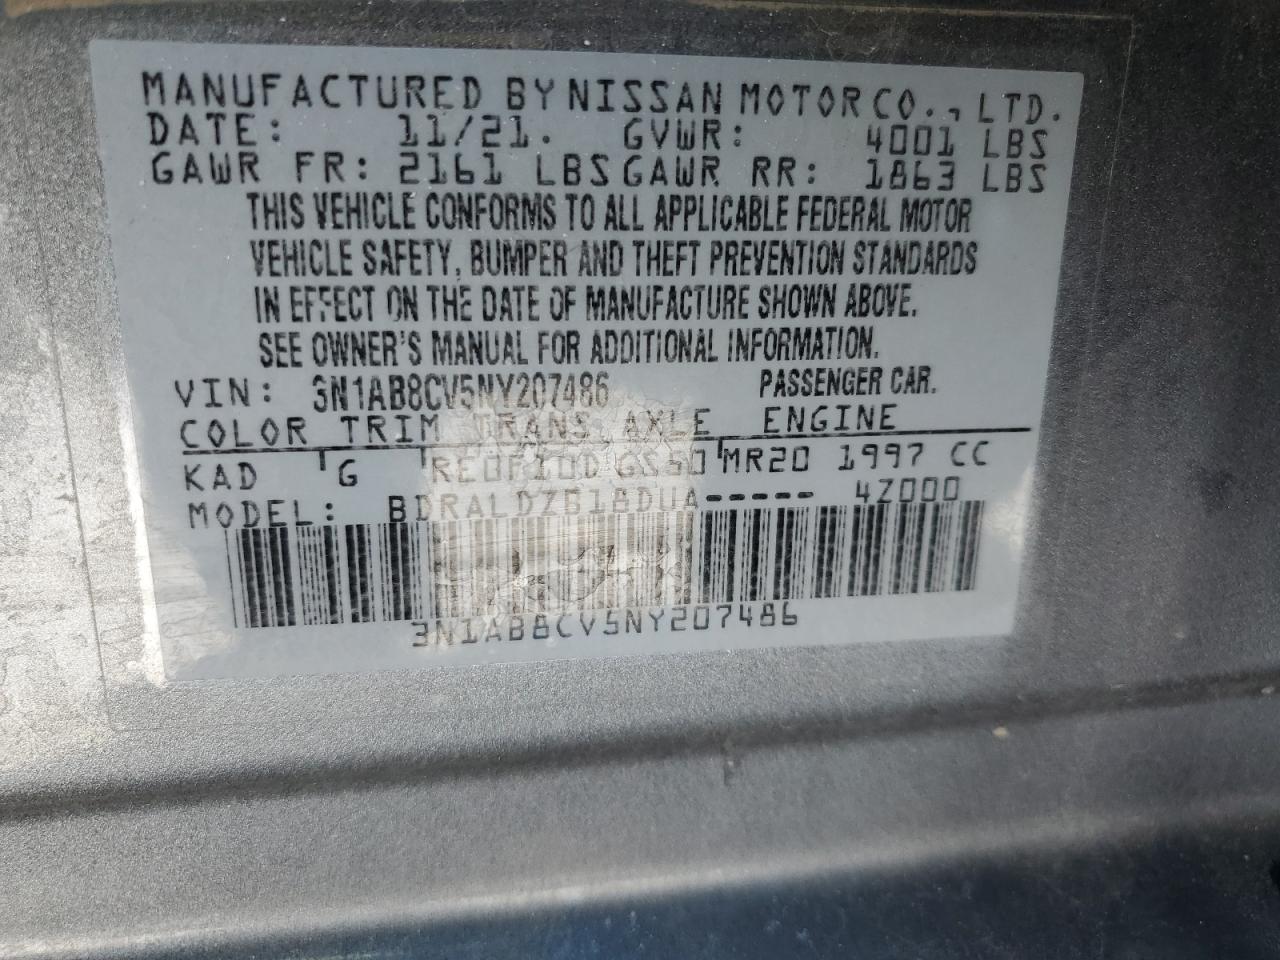 MANUFACTURED BY NISSAN MOTOR CO., LTD.
DATE: 11/21. GVWR: 4001 LBS
GAWR FR: 2161 LBS GAWR RR: 1863 LBS
THIS VEHICLE CONFORMS TO ALL APPLICABLE FEDERAL MOTOR
VEHICLE SAFETY, BUMPER AND THEFT PREVENTION STANDARDS
IN EFFECT ON THE DATE OF MANUFACTURE SHOWN ABOVE.
SEE OWNER'S MANUAL FOR ADDITIONAL INFORMATION.
VIN: 3N1AB8CV5NY207486 PASSENGER CAR.
COLOR TRIM TRANS AXLE ENGINE
KAD G RE0F10D GS50 MR20 1997 CC
MODEL: BDRALDZB18DUA----- 4Z000
3N1AB8CV5NY207486